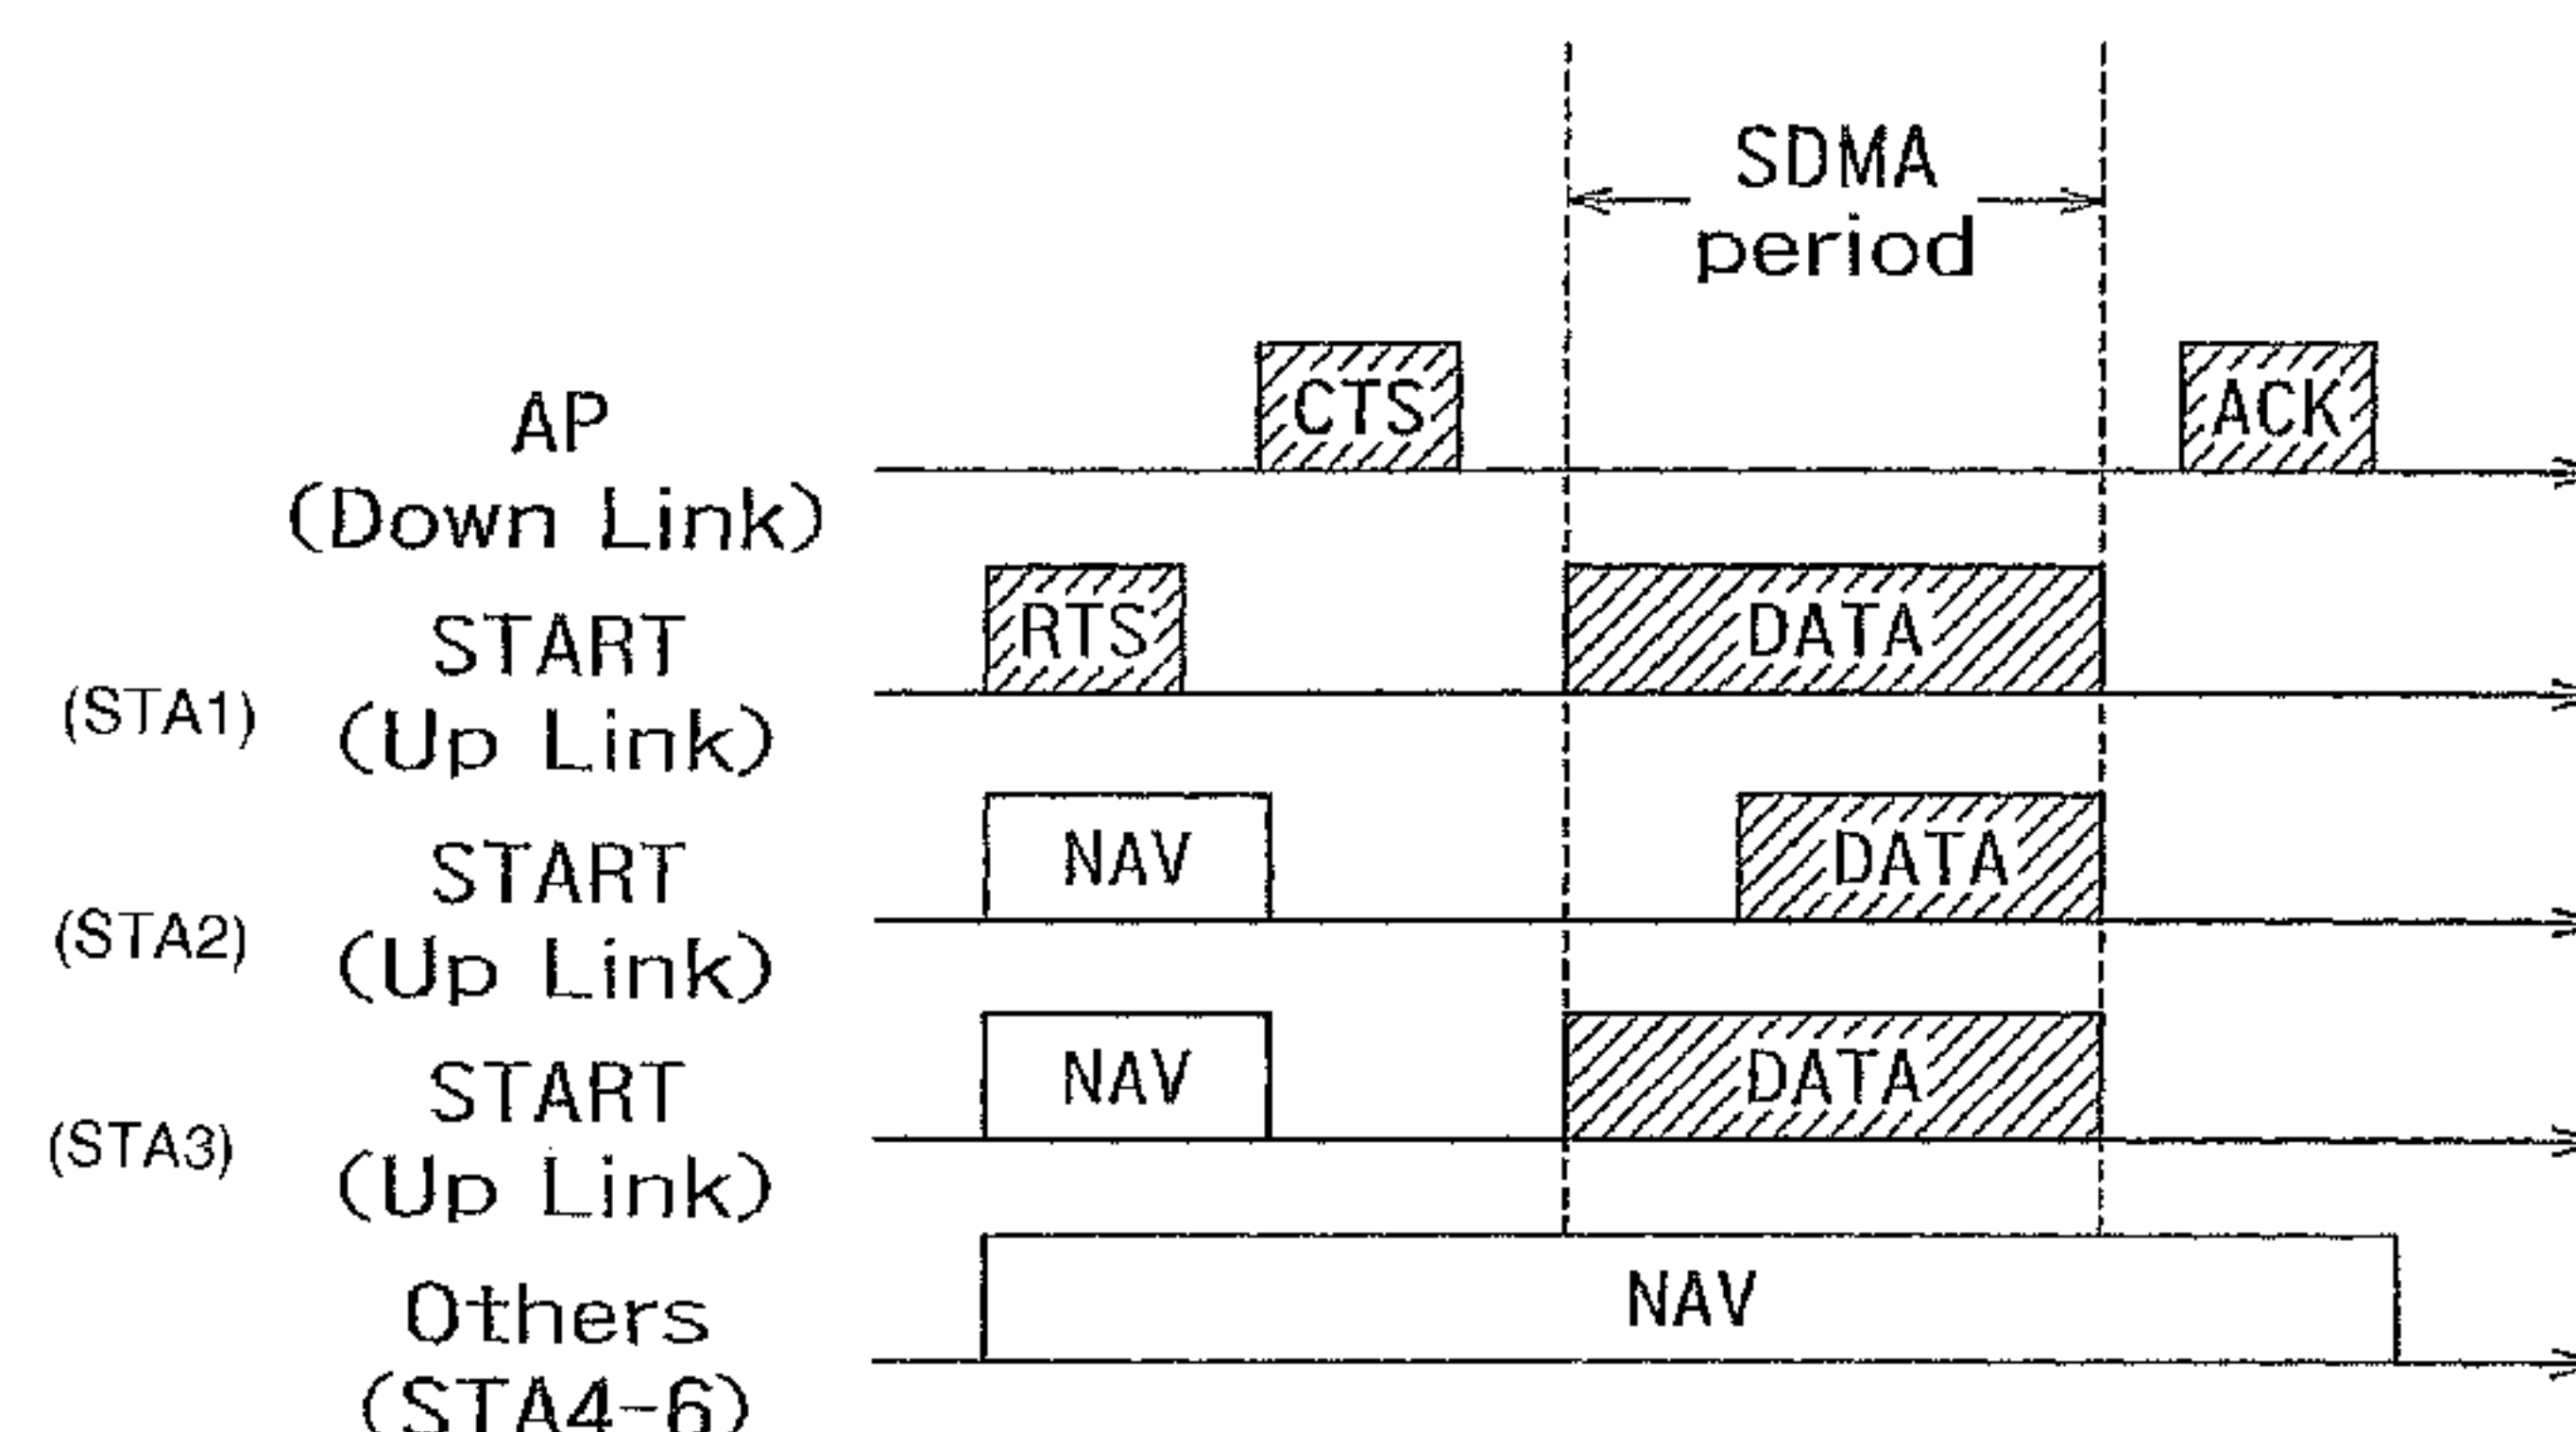 SDMA
period
CTS
ACK
AP
(Down Link)
RTS
DATA
START
(STA1)
(Up Link)
NAV
DATA
START
(STA2)
(Up Link)
NAV
DATA
START
(STA3)
(Up Link)
NAV
Others
(STA4-6)